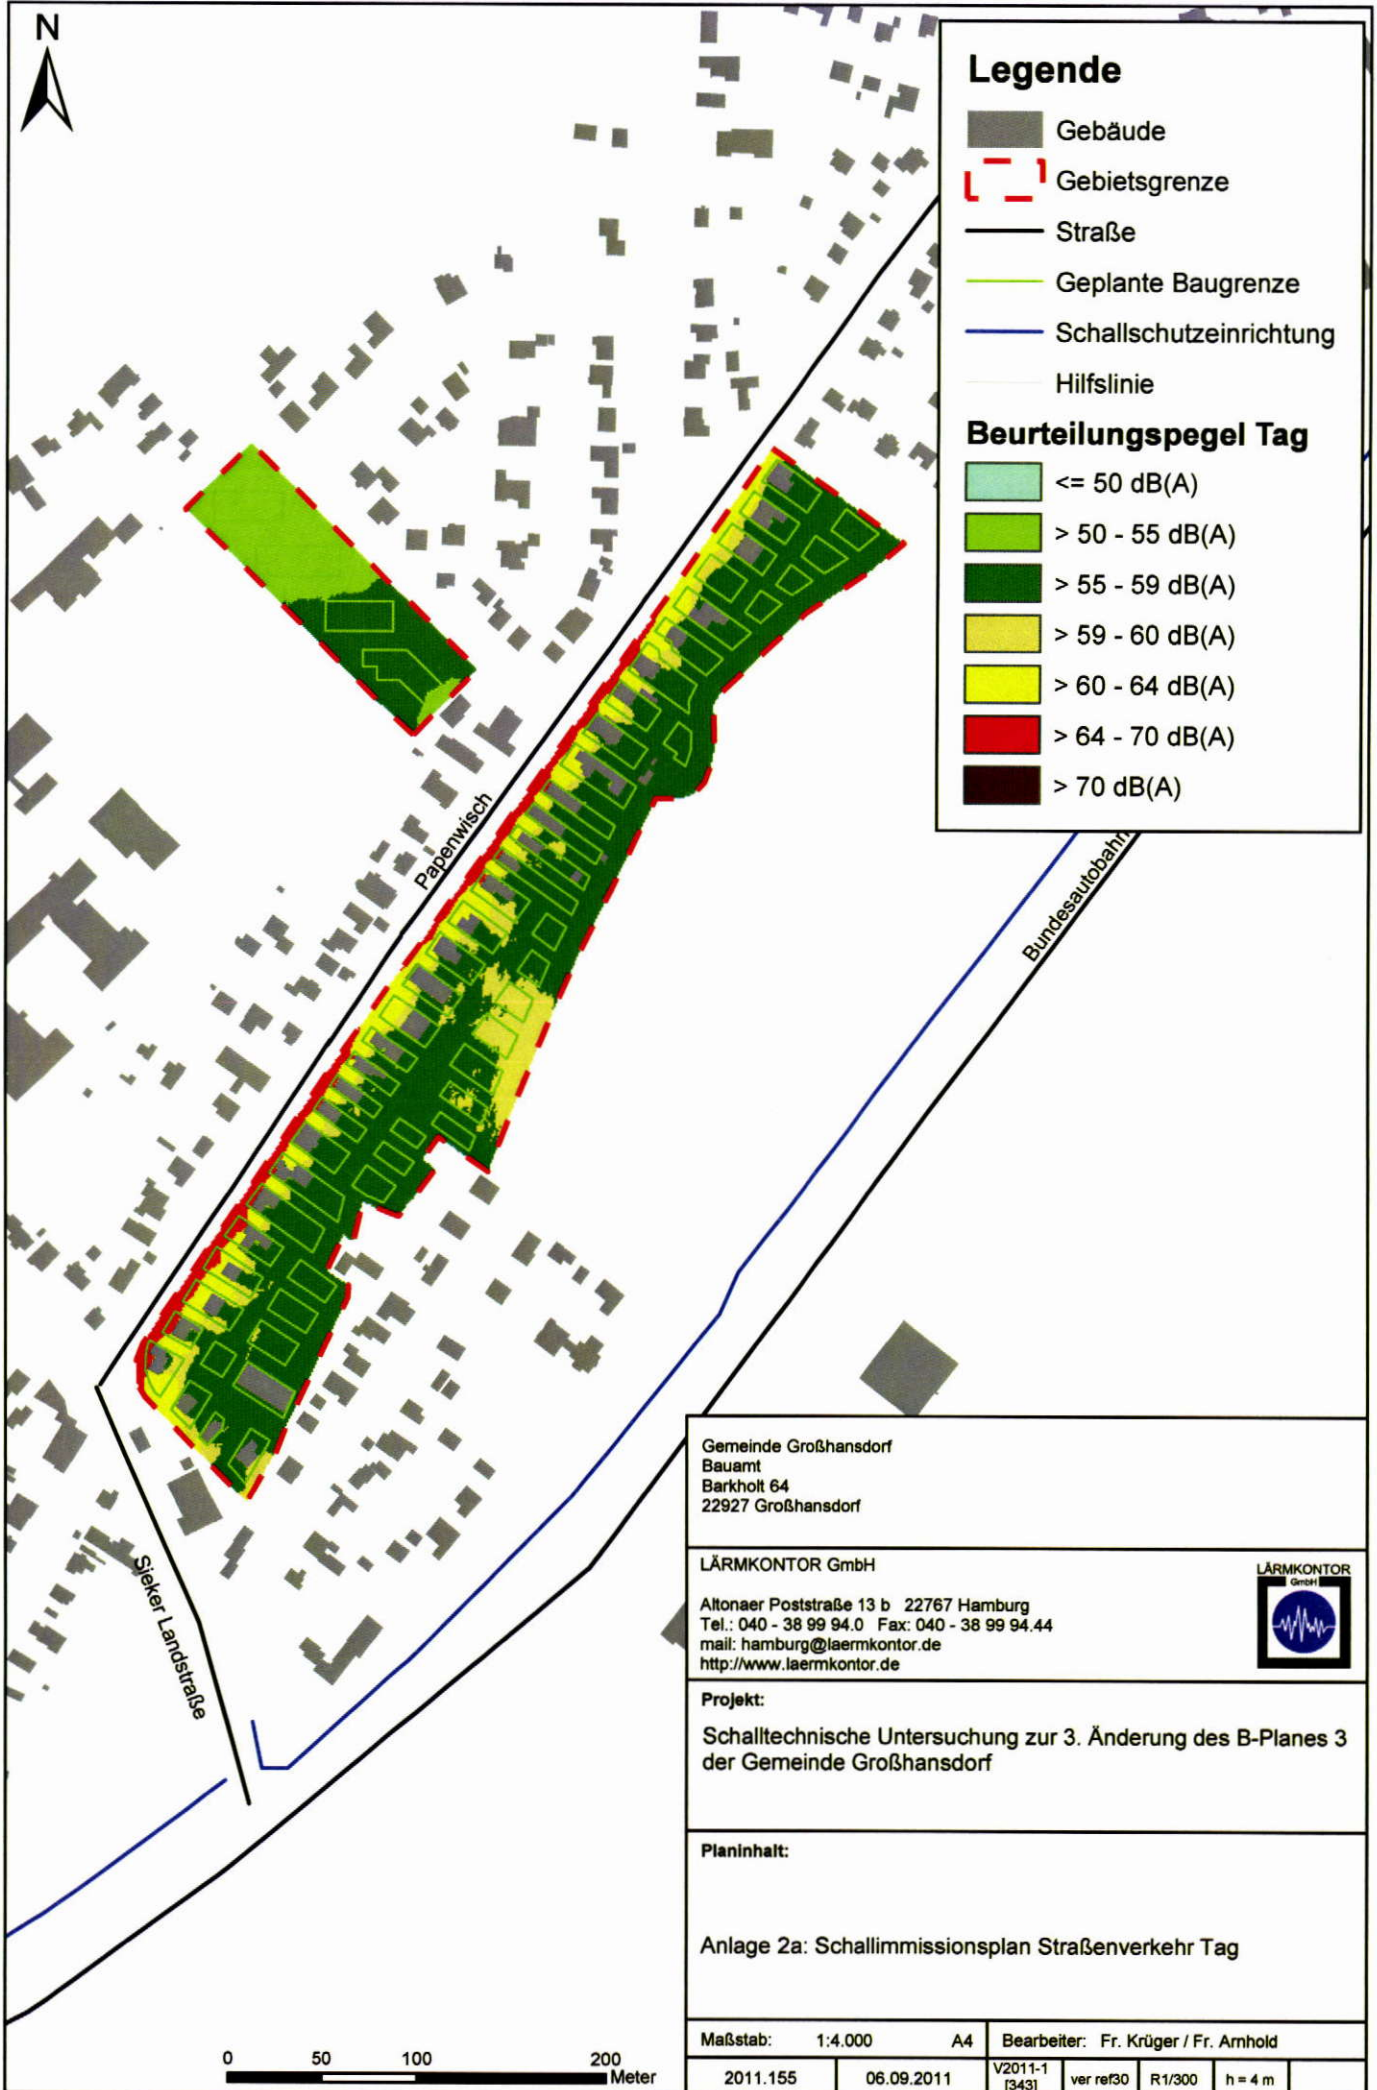 N
Legende
Gebäude
Gebietsgrenze
Straße
Geplante Baugrenze
Schallschutzeinrichtung
Hilfslinie
Beurteilungspegel Tag
<= 50 dB(A)
> 50 - 55 dB(A)
> 55 - 59 dB(A)
> 59 - 60 dB(A)
> 60 - 64 dB(A)
> 64 - 70 dB(A)
> 70 dB(A)
Papenwisch
Bundesautobahn
Sieker Landstraße
Gemeinde Großhansdorf
Bauamt
Barkholt 64
22927 Großhansdorf
LÄRMKONTOR GmbH
Altonaer Poststraße 13 b 22767 Hamburg
Tel.: 040 - 38 99 94.0 Fax: 040 - 38 99 94.44
mail: hamburg@laermkontor.de
http://www.laermkontor.de
LÄRMKONTOR
GmbH
Projekt:
Schalltechnische Untersuchung zur 3. Änderung des B-Planes 3
der Gemeinde Großhansdorf
Planinhalt:
Anlage 2a: Schallimmissionsplan Straßenverkehr Tag
Maßstab: 1:4.000 A4 Bearbeiter: Fr. Krüger / Fr. Arnhold
2011.155 06.09.2011 V2011-1 [343] ver ref30 R1/300 h = 4 m
0 50 100 200 Meter